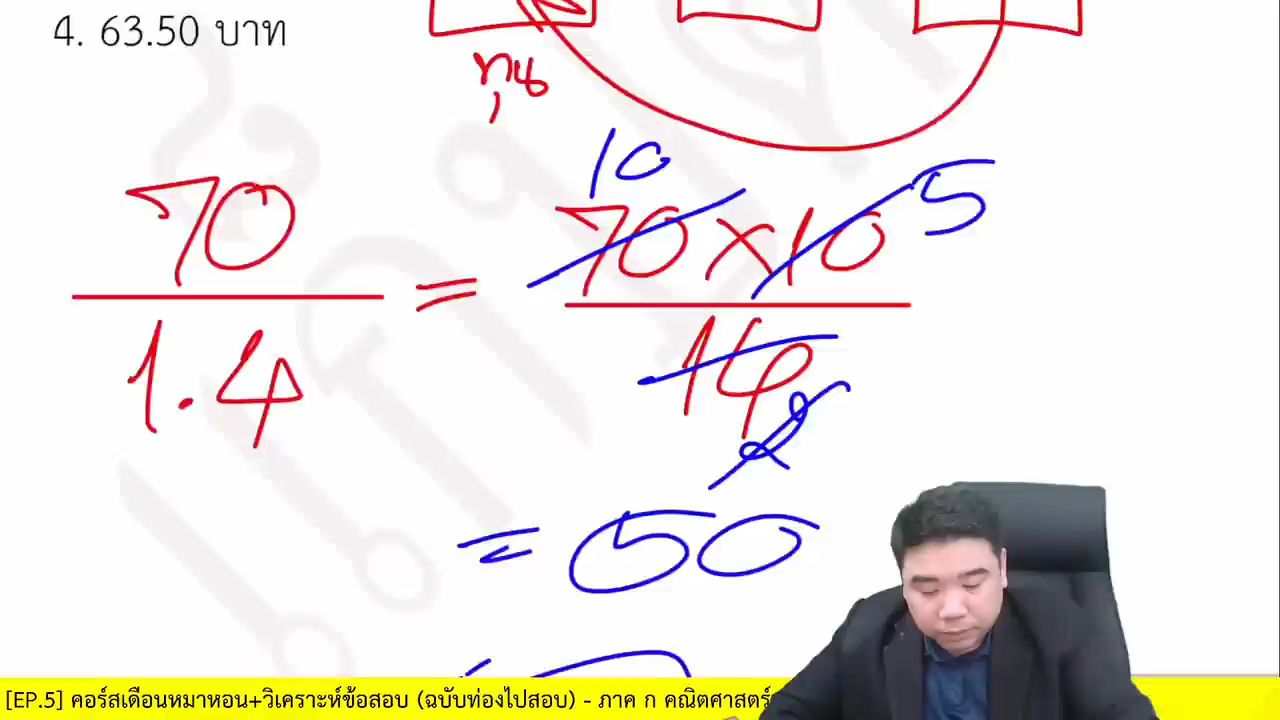 4. 63.50 บาท
ทุน
10
70 70 x 10 5
= 
1.4 14
2
= 50
[EP.5] คอร์สเดือนหมาหอน+วิเคราะห์ข้อสอบ (ฉบับท่องไปสอบ) - ภาค ก คณิตศาสตร์